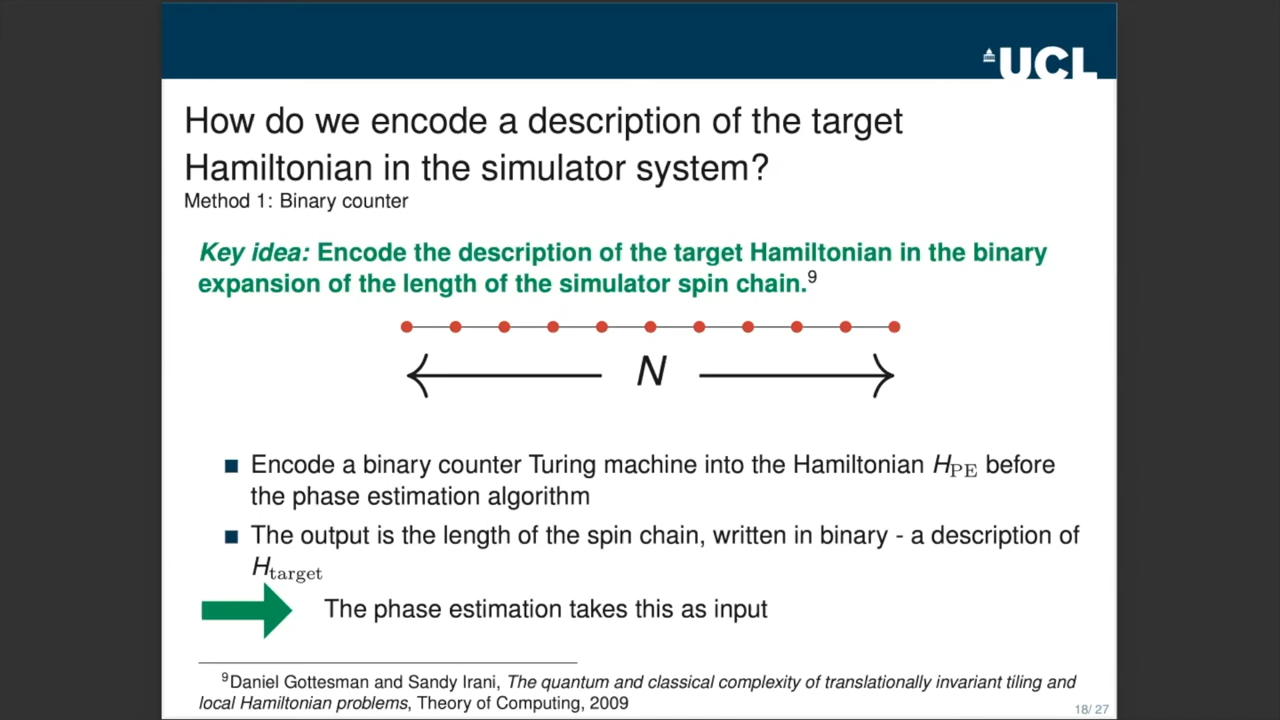 UCL
How do we encode a description of the target
Hamiltonian in the simulator system?
Method 1: Binary counter
Key idea: Encode the description of the target Hamiltonian in the binary
expansion of the length of the simulator spin chain.9
N
Encode a binary counter Turing machine into the Hamiltonian HPE before
the phase estimation algorithm
The output is the length of the spin chain, written in binary - a description of
Htarget
The phase estimation takes this as input
9Daniel Gottesman and Sandy Irani, The quantum and classical complexity of translationally invariant tiling and
local Hamiltonian problems, Theory of Computing, 2009
18/ 27